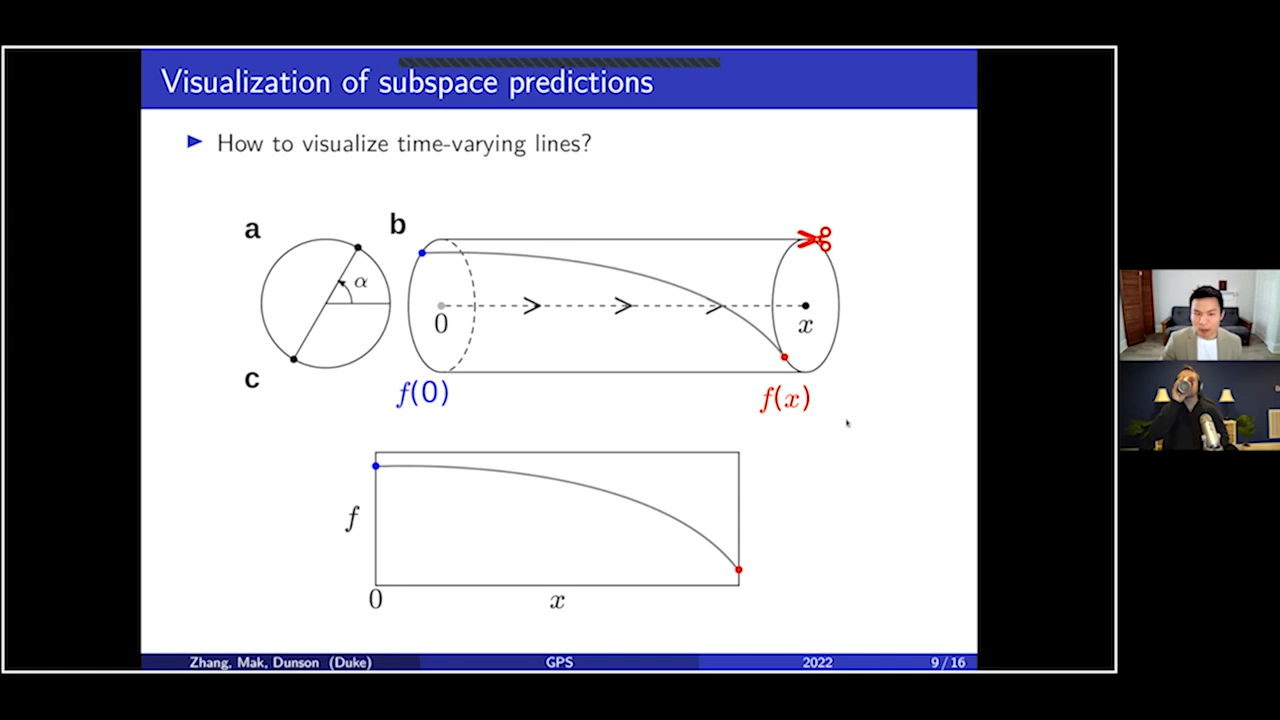 Visualization of subspace predictions
How to visualize time-varying lines?
a
b
α
0
x
c
f(0)
f(x)
f
0
x
Zhang, Mak, Dunson (Duke) GPS 2022 9 / 16